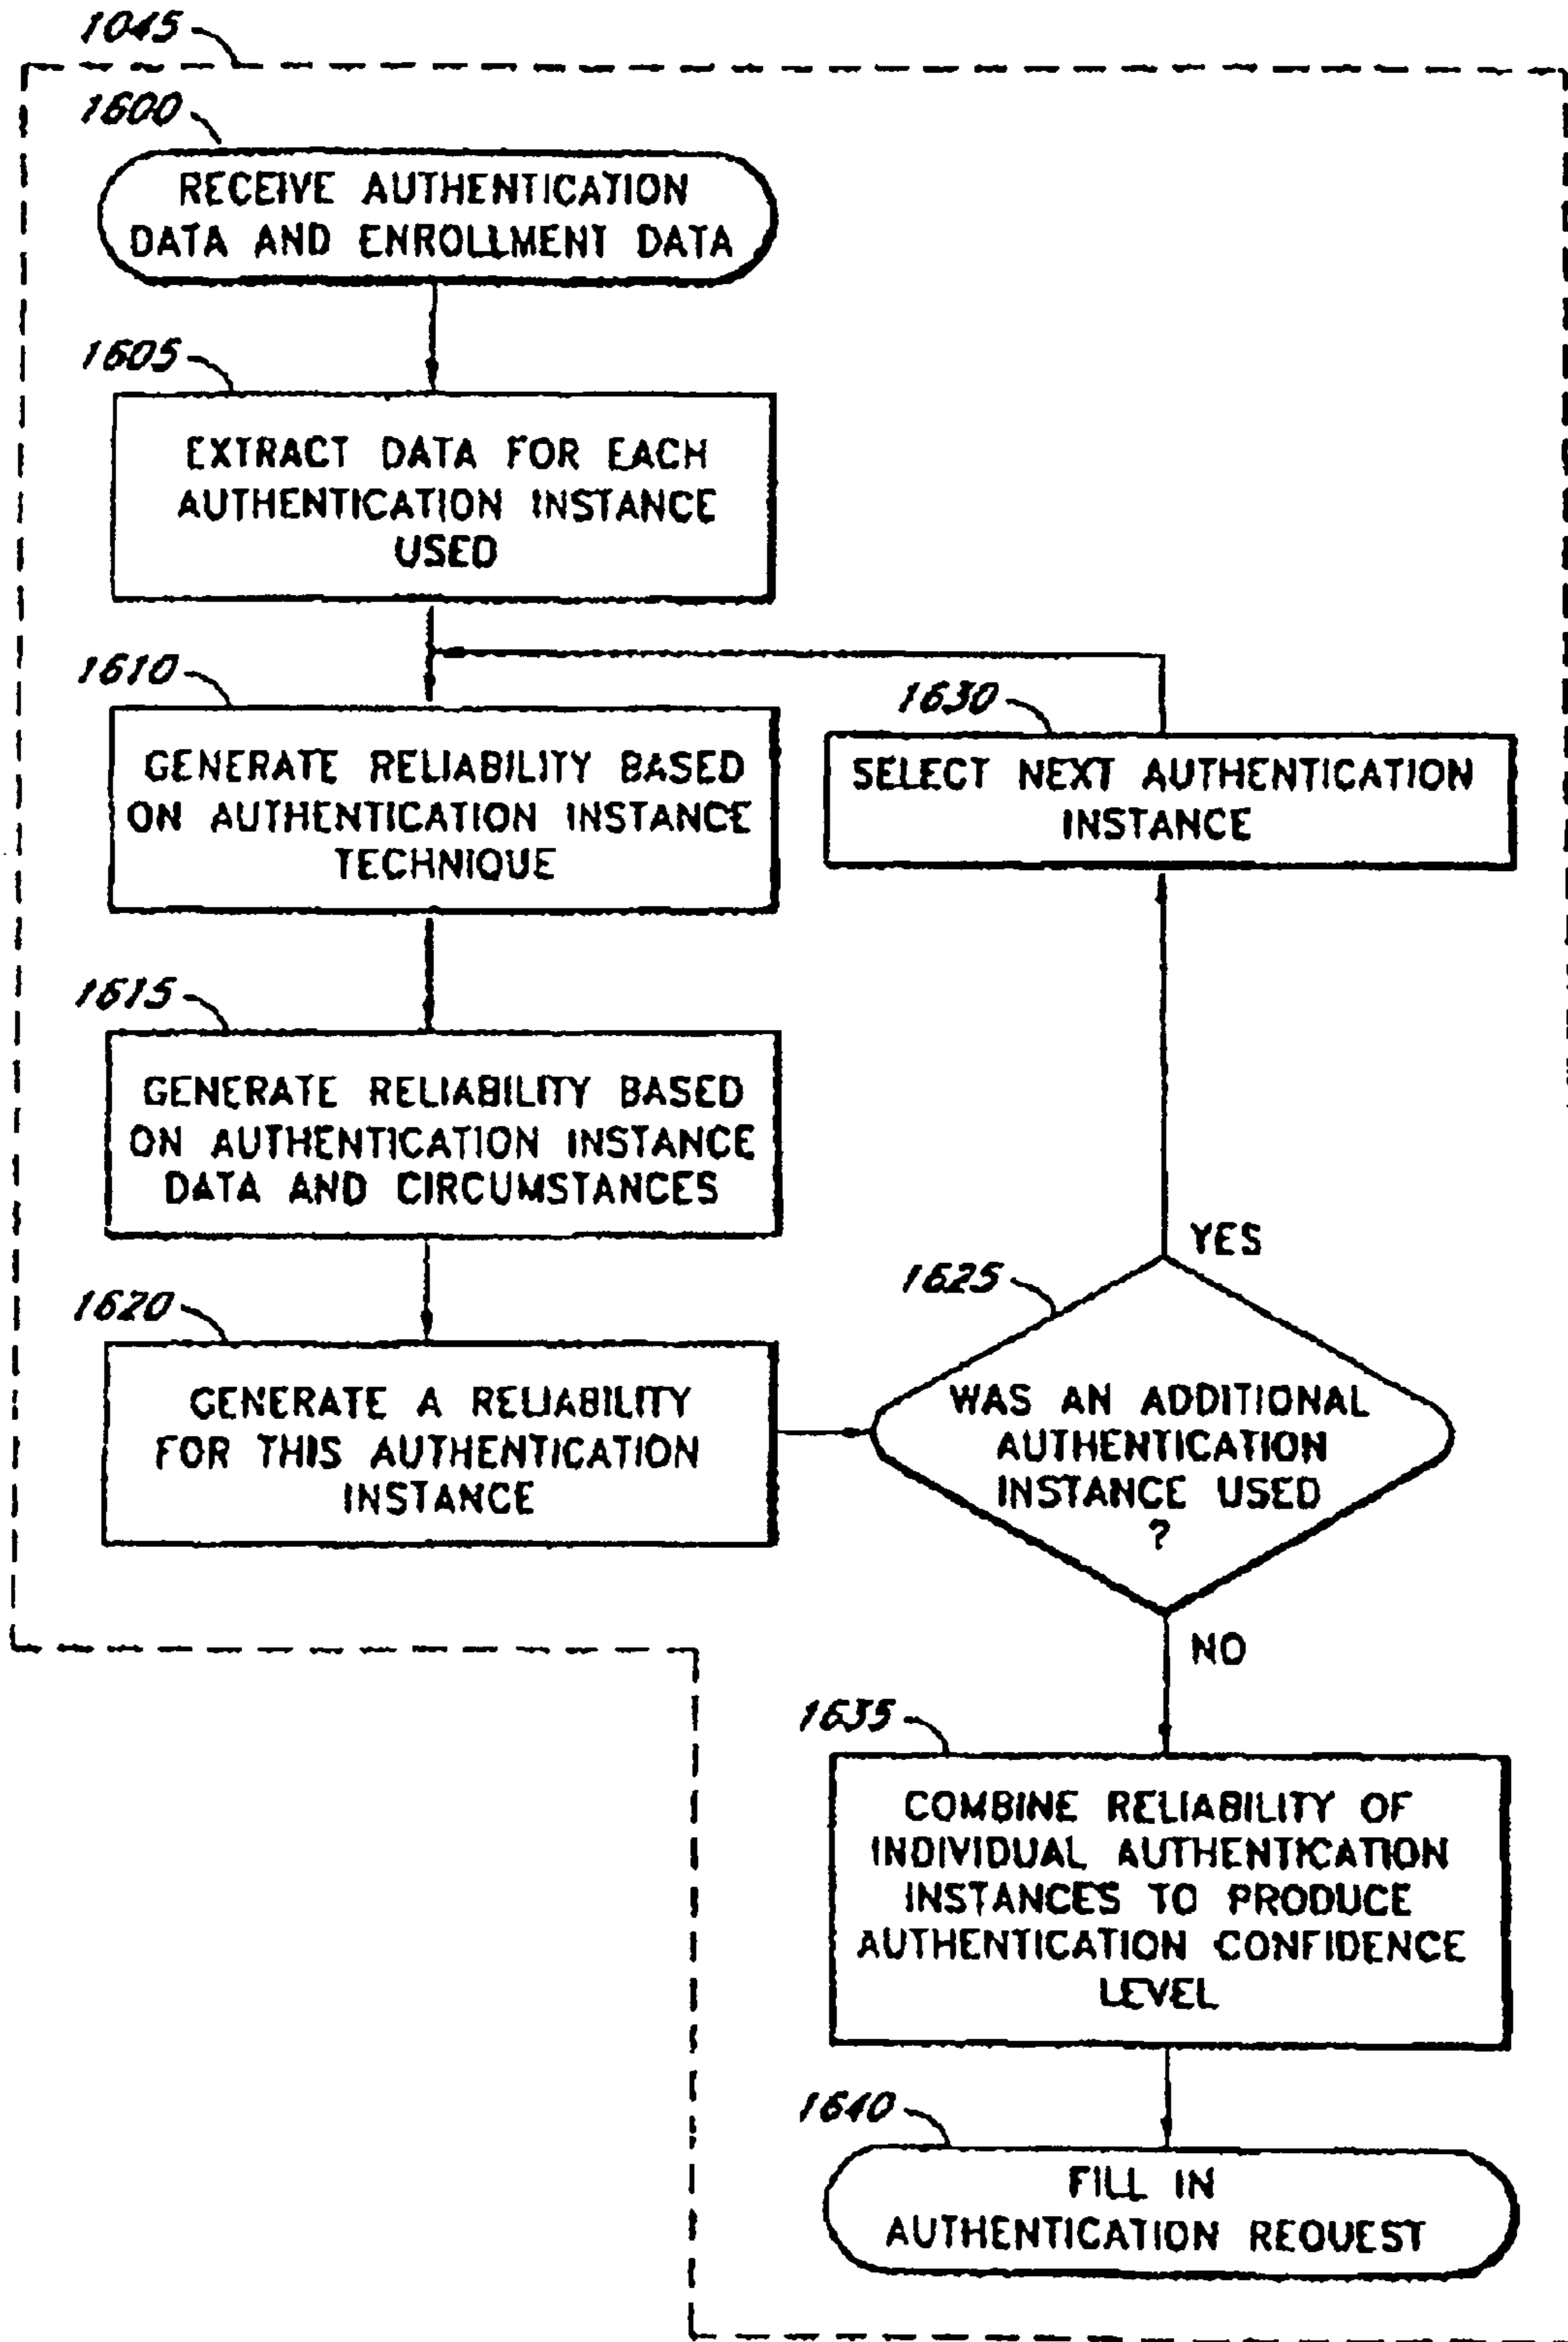 1045
1600
RECEIVE AUTHENTICATION
DATA AND ENROLLMENT DATA
1605
EXTRACT DATA FOR EACH
AUTHENTICATION INSTANCE
USED
1610
GENERATE RELIABILITY BASED
ON AUTHENTICATION INSTANCE
TECHNIQUE
1615
GENERATE RELIABILITY BASED
ON AUTHENTICATION INSTANCE
DATA AND CIRCUMSTANCES
1620
GENERATE A RELIABILITY
FOR THIS AUTHENTICATION
INSTANCE
1625
WAS AN ADDITIONAL
AUTHENTICATION
INSTANCE USED
?
YES
1630
SELECT NEXT AUTHENTICATION
INSTANCE
NO
1635
COMBINE RELIABILITY OF
INDIVIDUAL AUTHENTICATION
INSTANCES TO PRODUCE
AUTHENTICATION CONFIDENCE
LEVEL
1640
FILL IN
AUTHENTICATION REQUEST